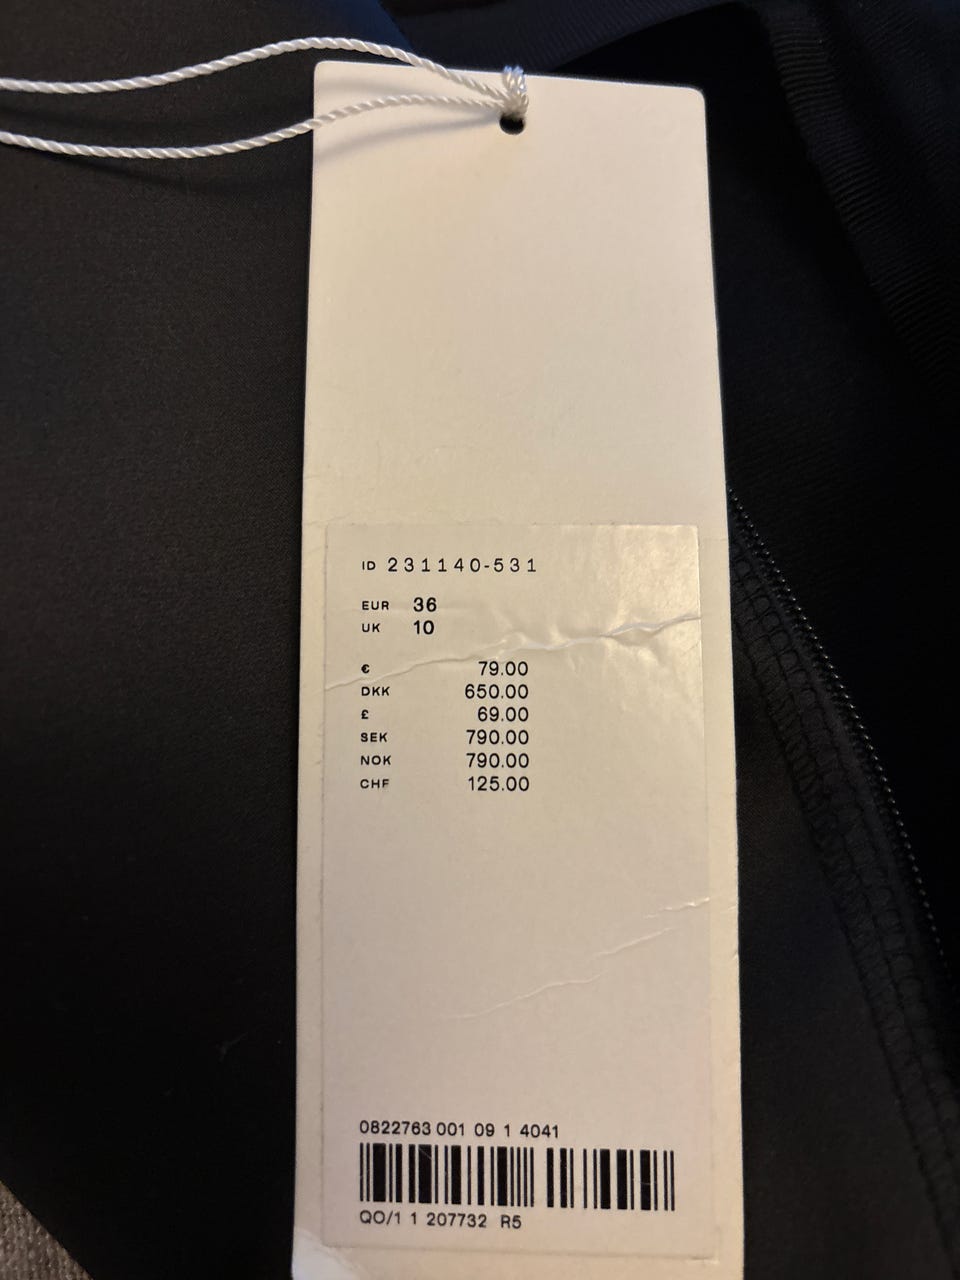 ID 231140-531
EUR 36
UK 10
€ 79.00
DKK 650.00
£ 69.00
SEK 790.00
NOK 790.00
CHF 125.00
0822763 001 09 1 4041
QO/1 1 207732 R5